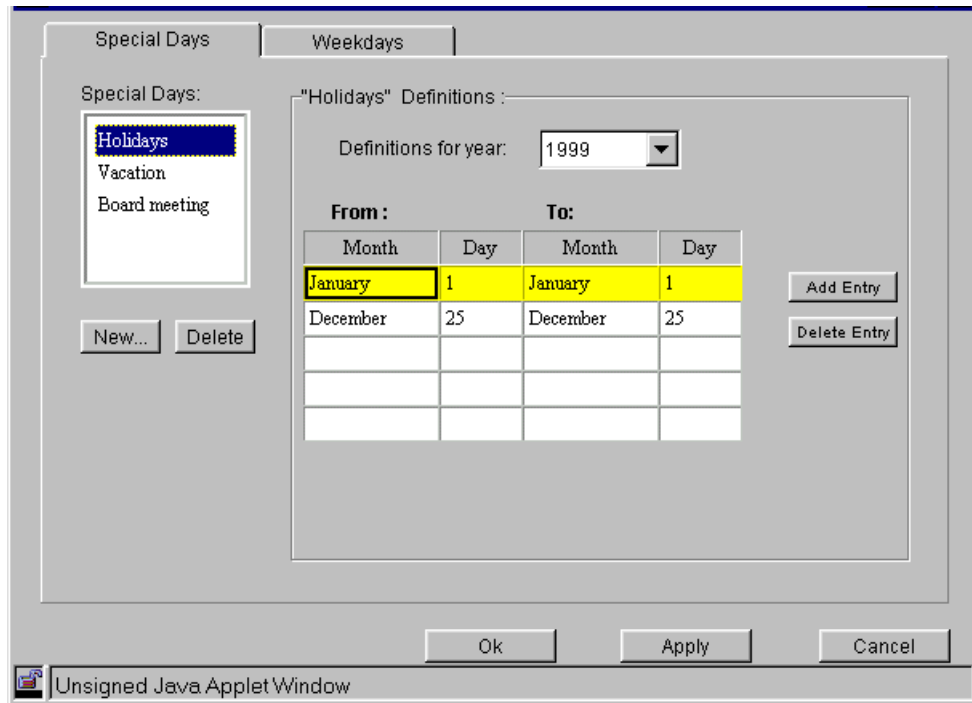 Special Days
Weekdays
Special Days:
Holidays
Vacation
Board meeting
New...
Delete
"Holidays" Definitions :
Definitions for year:
1999
From :
To:
Month Day Month Day
January 1 January 1
December 25 December 25
Add Entry
Delete Entry
Ok
Apply
Cancel
Unsigned Java Applet Window